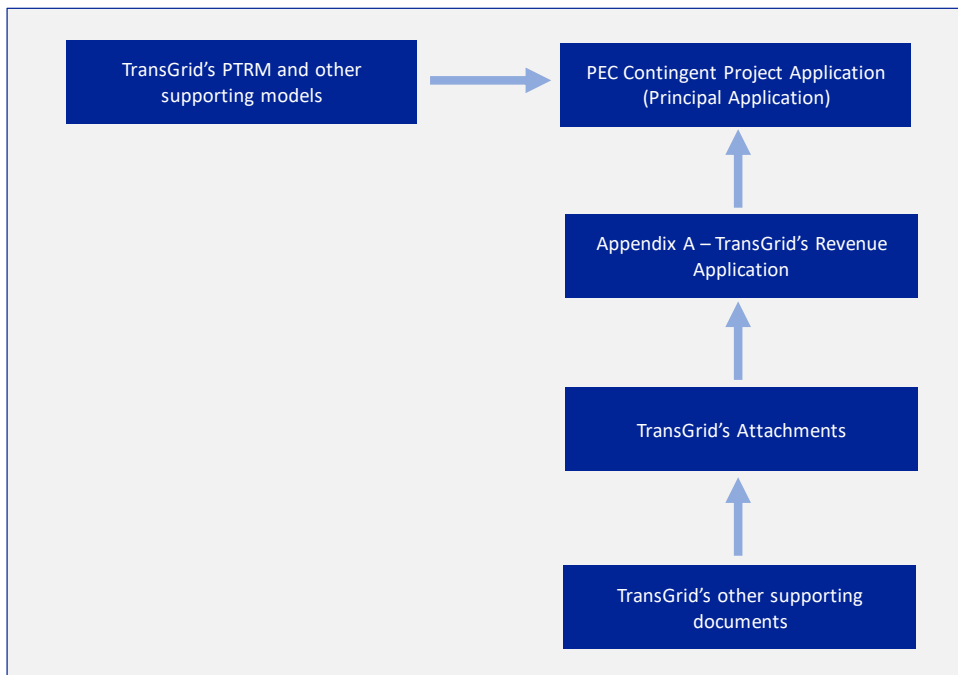 TransGrid's PTRM and other
supporting models
PEC Contingent Project Application
(Principal Application)
Appendix A – TransGrid's Revenue
Application
TransGrid's Attachments
TransGrid's other supporting
documents